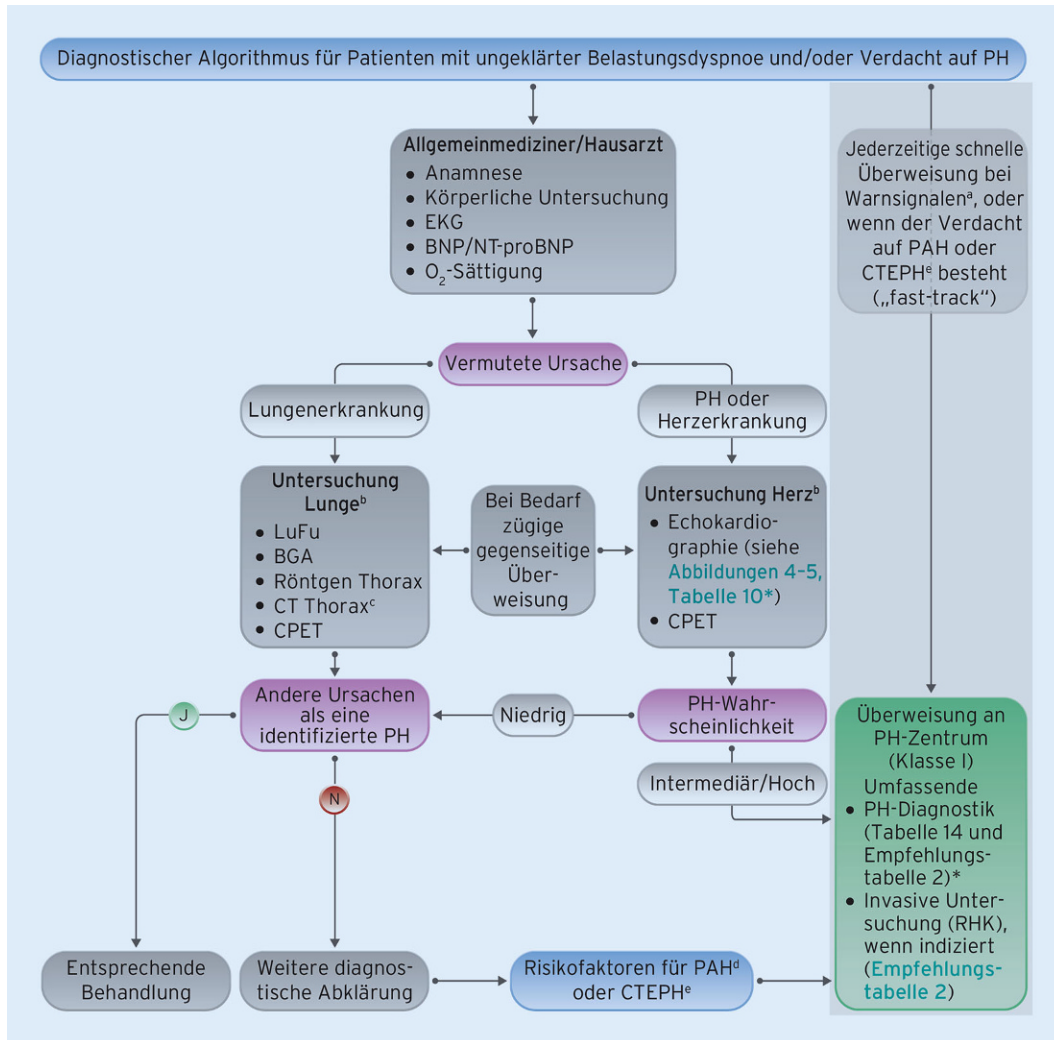 Diagnostischer Algorithmus für Patienten mit ungeklärter Belastungsdyspnoe und/oder Verdacht auf PH
Allgemeinmediziner/Hausarzt
• Anamnese
• Körperliche Untersuchung
• EKG
• BNP/NT-proBNP
• O₂-Sättigung
Jederzeitige schnelle
Überweisung bei
Warnsignalenᵃ, oder
wenn der Verdacht
auf PAH oder
CTEPHᵉ besteht
(„fast-track“)
Vermutete Ursache
Lungenerkrankung
PH oder
Herzerkrankung
Untersuchung
Lungeᵇ
• LuFu
• BGA
• Röntgen Thorax
• CT Thoraxᶜ
• CPET
Bei Bedarf
zügige
gegenseitige
Über-
weisung
Untersuchung Herzᵇ
• Echokardio-
graphie (siehe
Abbildungen 4–5,
Tabelle 10*)
• CPET
Andere Ursachen
als eine
identifizierte PH
Niedrig
PH-Wahr-
scheinlichkeit
J
N
Intermediär/Hoch
Überweisung an
PH-Zentrum
(Klasse I)
Umfassende
• PH-Diagnostik
(Tabelle 14 und
Empfehlungs-
tabelle 2)*
• Invasive Unter-
suchung (RHK),
wenn indiziert
(Empfehlungs-
tabelle 2)
Entsprechende
Behandlung
Weitere diagnos-
tische Abklärung
Risikofaktoren für PAHᵈ
oder CTEPHᵉ